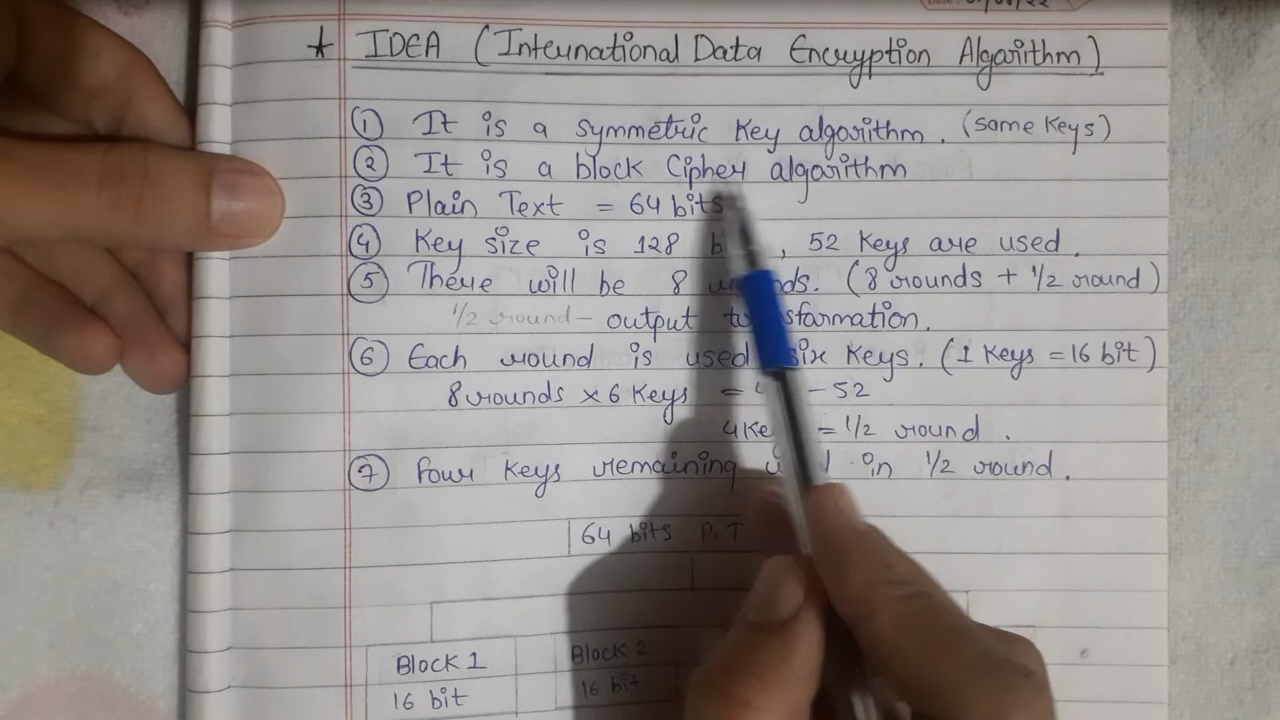 ★ IDEA (International Data Encryption Algorithm)
① It is a symmetric key algorithm. (same keys)
② It is a block Cipher algorithm
③ Plain Text = 64 bits
④ Key size is 128 , 52 keys are used.
⑤ There will be 8 (8 rounds + 1/2 round)
1/2 round - output
⑥ Each round is used six keys. (1 keys = 16 bit)
8 rounds × 6 keys = - 52
= 1/2 round.
⑦ Four keys remaining in 1/2 round.
64 bits P.T
Block 1 Block 2
16 bit 16 bit